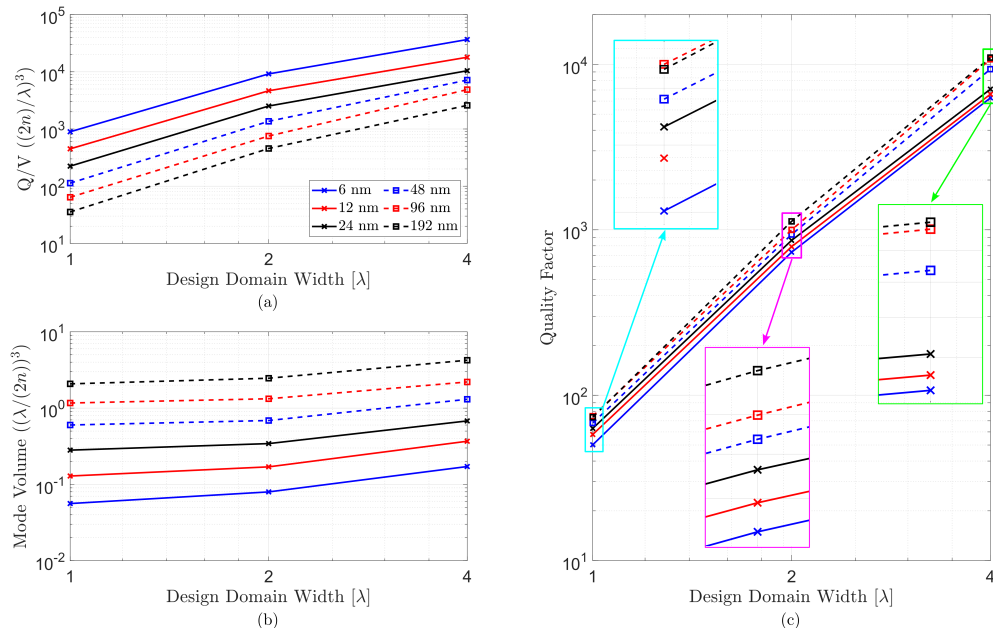 10^5
10^4
10^3
10^2
10^1
Q/V ((2n)/λ)^3)
6 nm
12 nm
24 nm
48 nm
96 nm
192 nm
1
2
4
Design Domain Width [λ]
(a)
10^1
10^0
10^-1
10^-2
Mode Volume ((λ/(2n))^3)
1
2
4
Design Domain Width [λ]
(b)
10^4
10^3
10^2
10^1
Quality Factor
1
2
4
Design Domain Width [λ]
(c)